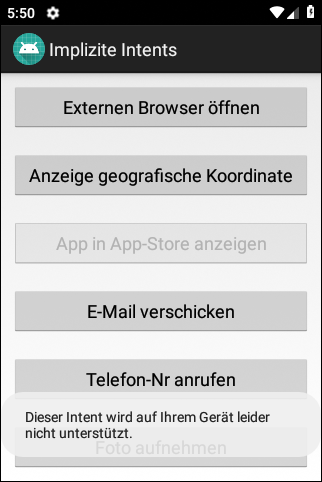 5:50
Implizite Intents
Externen Browser öffnen
Anzeige geografische Koordinate
App in App-Store anzeigen
E-Mail verschicken
Telefon-Nr anrufen
Dieser Intent wird auf Ihrem Gerät leider
nicht unterstützt.
Foto aufnehmen